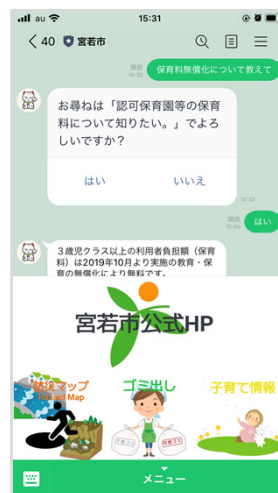 au
15:31
40 宮若市
既読
15:30
保育料無償化について教えて
お尋ねは「認可保育園等の保育
料について知りたい。」でよろ
しいですか?
はい いいえ
15:30
既読
15:30
はい
3歳児クラス以上の利用者負担額(保育
料)は2019年10月より実施の教育・保
育の無償化により無料です。
宮若市公式HP
防災マップ
Hazard Map
ゴミ出し
子育て情報
メニュー